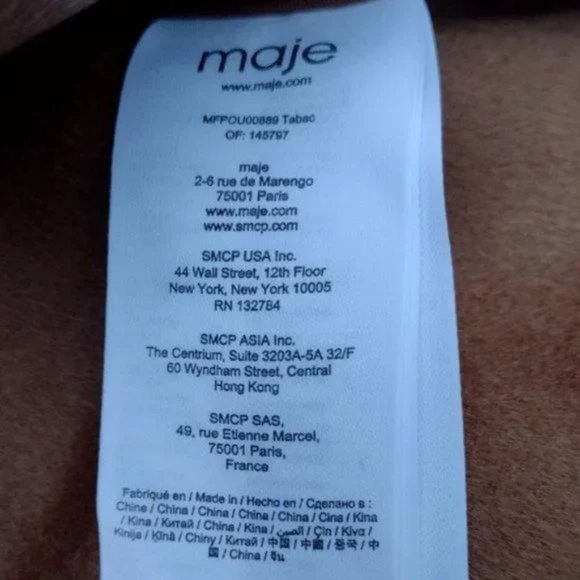 maje
www.maje.com
MFPOU00889 Tabac
OF: 145797
maje
2-6 rue de Marengo
75001 Paris
www.maje.com
www.smcp.com
SMCP USA Inc.
44 Wall Street, 12th Floor
New York, New York 10005
RN 132784
SMCP ASIA Inc.
The Centrium, Suite 3203A-5A 32/F
60 Wyndham Street, Central
Hong Kong
SMCP SAS,
49, rue Etienne Marcel,
75001 Paris,
France
Fabriqué en / Made in / Hecho en / Сделано в :
Chine / China / China / China / China / Cina / Kina
/ Kina / Китай / China / Kina / الصين / Çin / Κίνα /
Kinija / Ķīnā / Chiny / Китай / 中国 / 中國 / 중국 / 中
国 / China / จีน